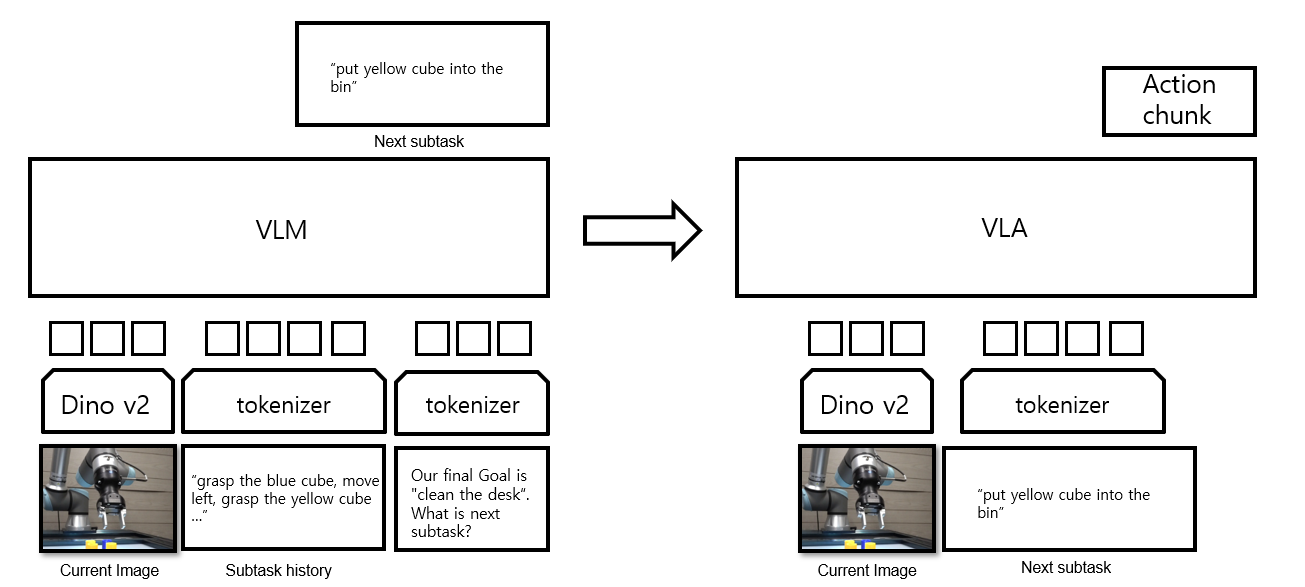 “put yellow cube into the
bin”
Next subtask
VLM
Dino v2
tokenizer
tokenizer
“grasp the blue cube, move
left, grasp the yellow cube
...”
Our final Goal is
"clean the desk“.
What is next
subtask?
Current Image
Subtask history
Action
chunk
VLA
Dino v2
tokenizer
“put yellow cube into the
bin”
Current Image
Next subtask